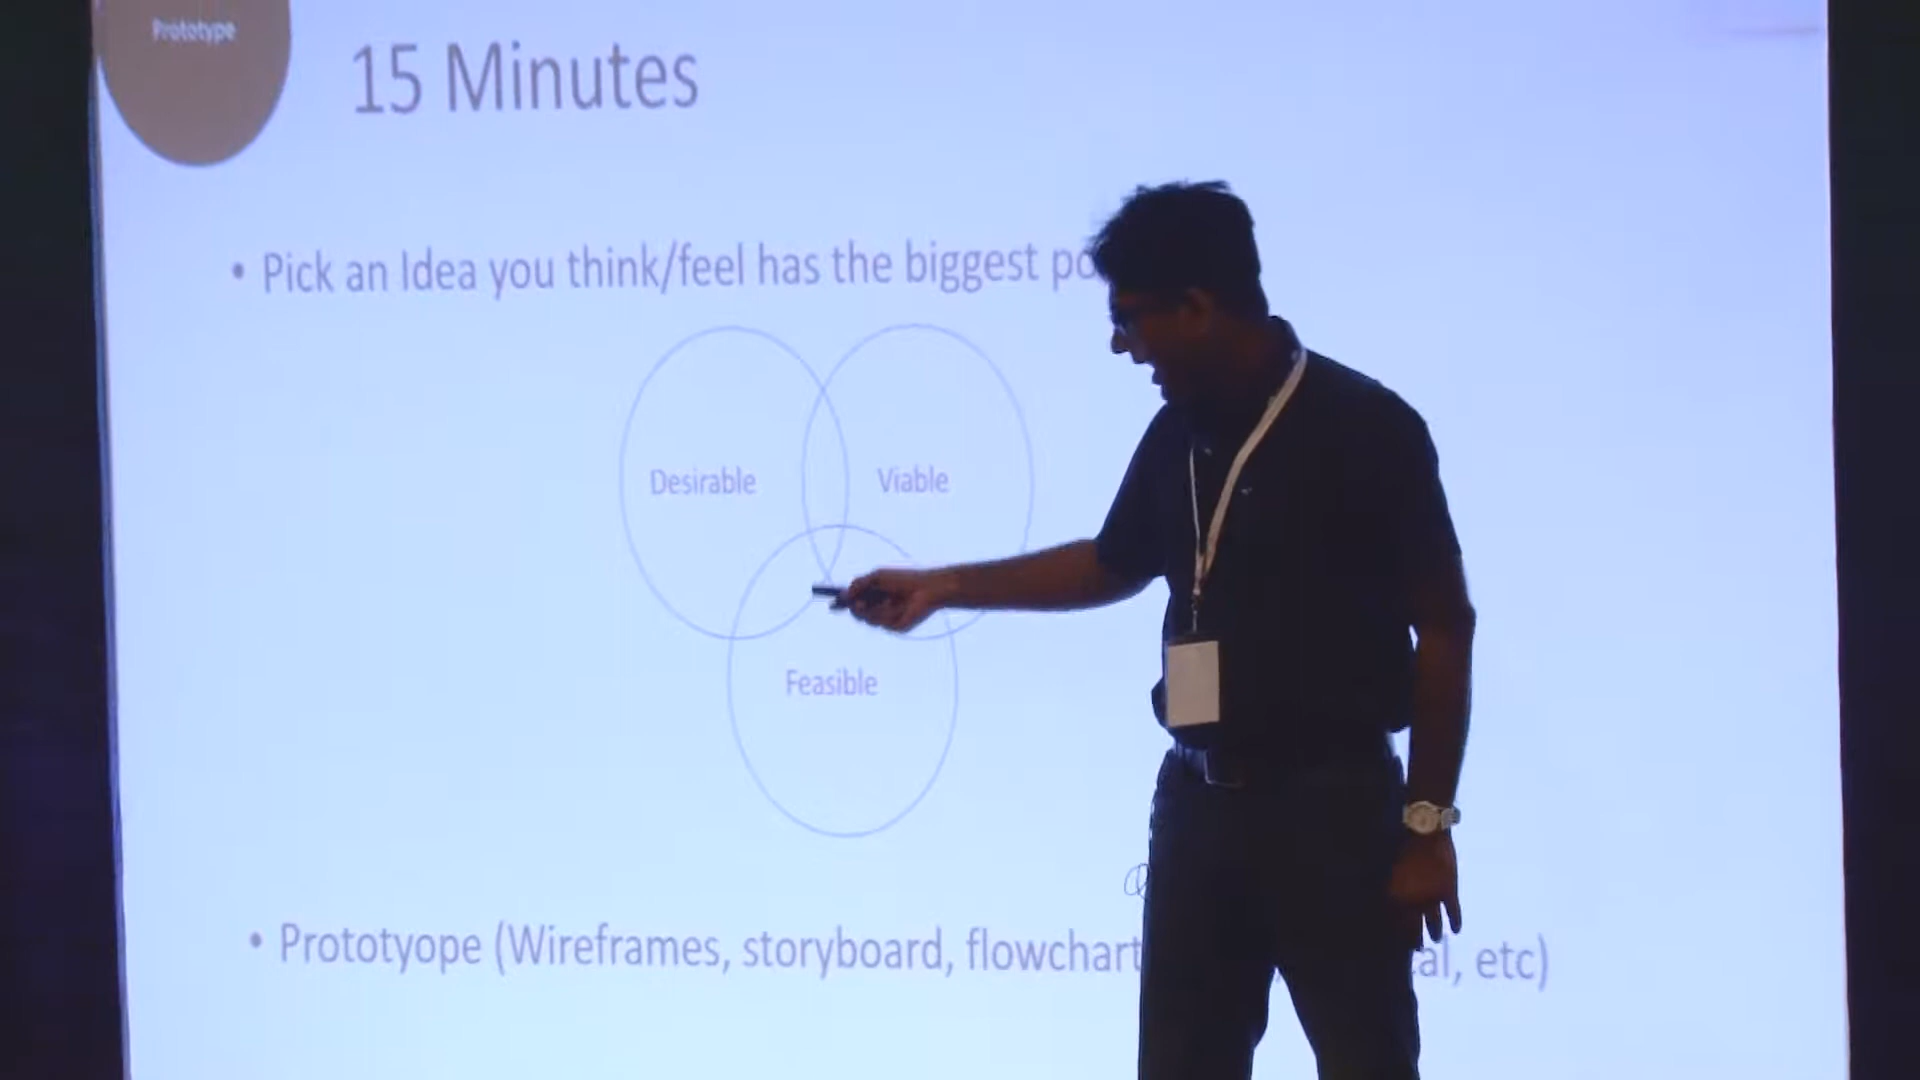 Prototype
15 Minutes
• Pick an Idea you think/feel has the biggest po
Desirable
Viable
Feasible
• Prototyope (Wireframes, storyboard, flowchart al, etc)